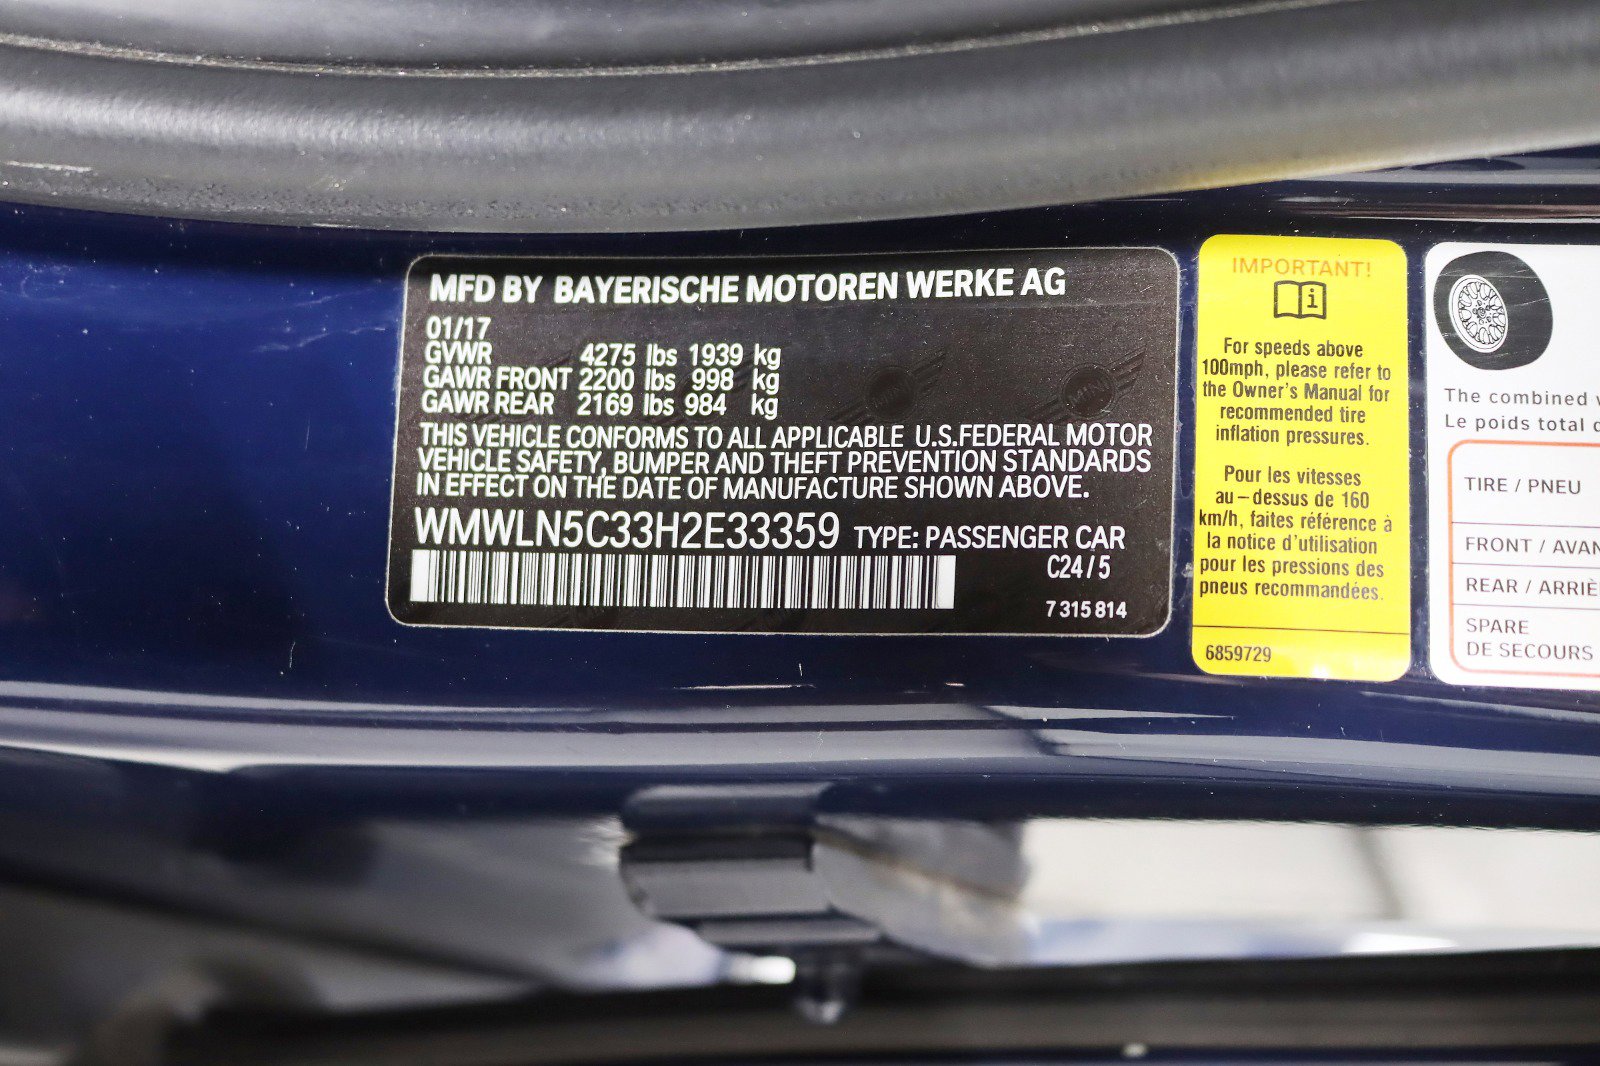 MFD BY BAYERISCHE MOTOREN WERKE AG
01/17
GVWR 4275 lbs 1939 kg
GAWR FRONT 2200 lbs 998 kg
GAWR REAR 2169 lbs 984 kg
THIS VEHICLE CONFORMS TO ALL APPLICABLE U.S.FEDERAL MOTOR
VEHICLE SAFETY, BUMPER AND THEFT PREVENTION STANDARDS
IN EFFECT ON THE DATE OF MANUFACTURE SHOWN ABOVE.
WMWLN5C33H2E33359 TYPE: PASSENGER CAR
C24/5
7 315 814
IMPORTANT!
For speeds above
100mph, please refer to
the Owner's Manual for
recommended tire
inflation pressures.
Pour les vitesses
au-dessus de 160
km/h, faites référence à
la notice d'utilisation
pour les pressions des
pneus recommandées.
6859729
The combined
Le poids total
TIRE / PNEU
FRONT / AVAN
REAR / ARRIÈ
SPARE
DE SECOURS